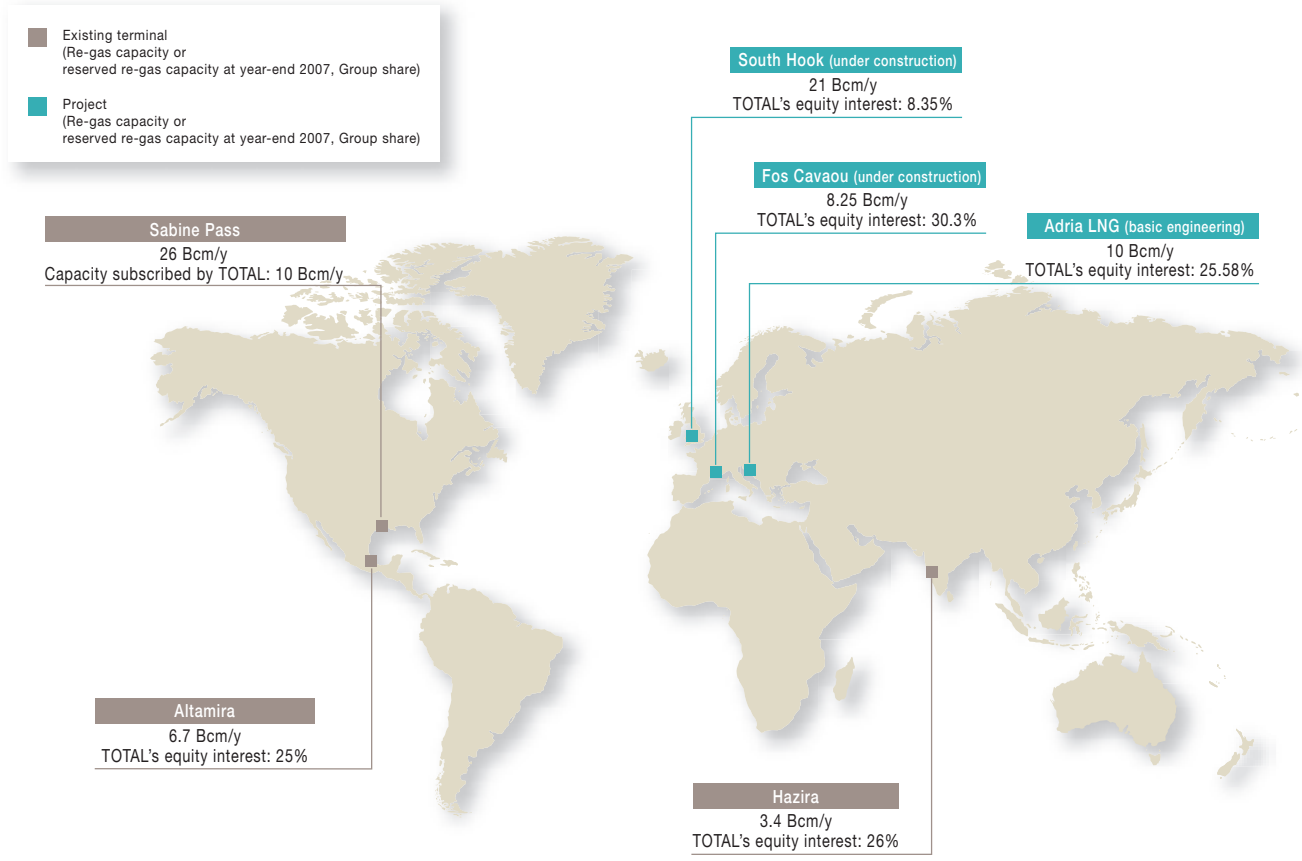 Existing terminal
(Re-gas capacity or
reserved re-gas capacity at year-end 2007, Group share)
Project
(Re-gas capacity or
reserved re-gas capacity at year-end 2007, Group share)
South Hook (under construction)
21 Bcm/y
TOTAL's equity interest: 8.35%
Fos Cavaou (under construction)
8.25 Bcm/y
TOTAL's equity interest: 30.3%
Adria LNG (basic engineering)
10 Bcm/y
TOTAL's equity interest: 25.58%
Sabine Pass
26 Bcm/y
Capacity subscribed by TOTAL: 10 Bcm/y
Altamira
6.7 Bcm/y
TOTAL's equity interest: 25%
Hazira
3.4 Bcm/y
TOTAL's equity interest: 26%